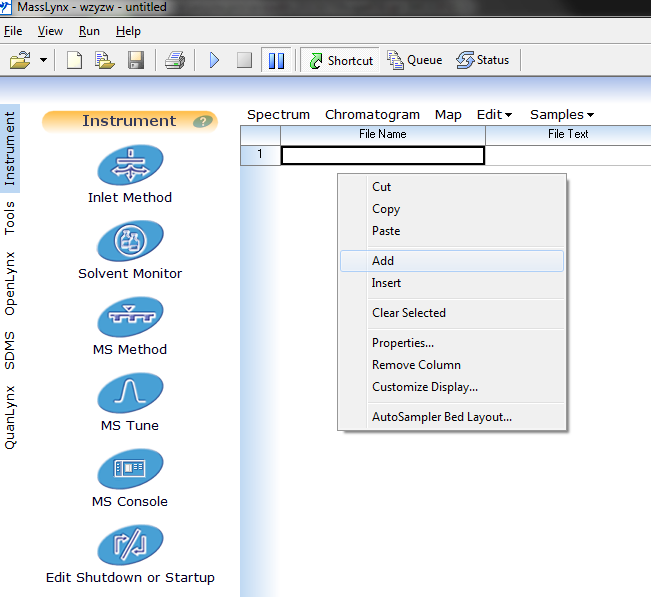 MassLynx - wzyzw - untitled
File View Run Help
Shortcut Queue Status
Instrument
Tools
OpenLynx
SDMS
QuanLynx
Instrument ?
Inlet Method
Solvent Monitor
MS Method
MS Tune
MS Console
Edit Shutdown or Startup
Spectrum Chromatogram Map Edit Samples
File Name File Text
1
Cut
Copy
Paste
Add
Insert
Clear Selected
Properties...
Remove Column
Customize Display...
AutoSampler Bed Layout...